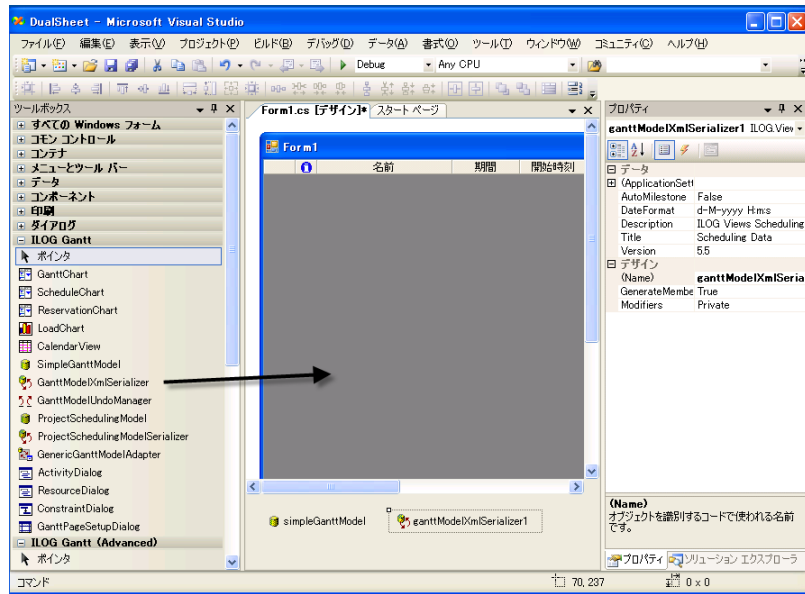 DualSheet - Microsoft Visual Studio
ファイル(F) 編集(E) 表示(V) プロジェクト(P) ビルド(B) デバッグ(D) データ(A) 書式(O) ツール(T) ウィンドウ(W) コミュニティ(C) ヘルプ(H)
Debug Any CPU
ツールボックス
すべての Windows フォーム
コモン コントロール
コンテナ
メニューとツール バー
データ
コンポーネント
印刷
ダイアログ
ILOG Gantt
ポインタ
GanttChart
ScheduleChart
ReservationChart
LoadChart
CalendarView
SimpleGanttModel
GanttModelXmlSerializer
GanttModelUndoManager
ProjectSchedulingModel
ProjectSchedulingModelSerializer
GenericGanttModelAdapter
ActivityDialog
ResourceDialog
ConstraintDialog
GanttPageSetupDialog
ILOG Gantt (Advanced)
ポインタ
Form1.cs [デザイン]* スタート ページ
Form1
名前 期間 開始時刻
simpleGanttModel ganttModelXmlSerializer1
プロパティ
ganttModelXmlSerializer1 ILOG.View
データ
(ApplicationSett
AutoMilestone False
DateFormat d-M-yyyy H:m:s
Description ILOG Views Scheduling
Title Scheduling Data
Version 5.5
デザイン
(Name) ganttModelXmlSeria
GenerateMembe True
Modifiers Private
(Name)
オブジェクトを識別するコードで使われる名前
です。
プロパティ ソリューション エクスプローラ
コマンド 70, 237 0 x 0